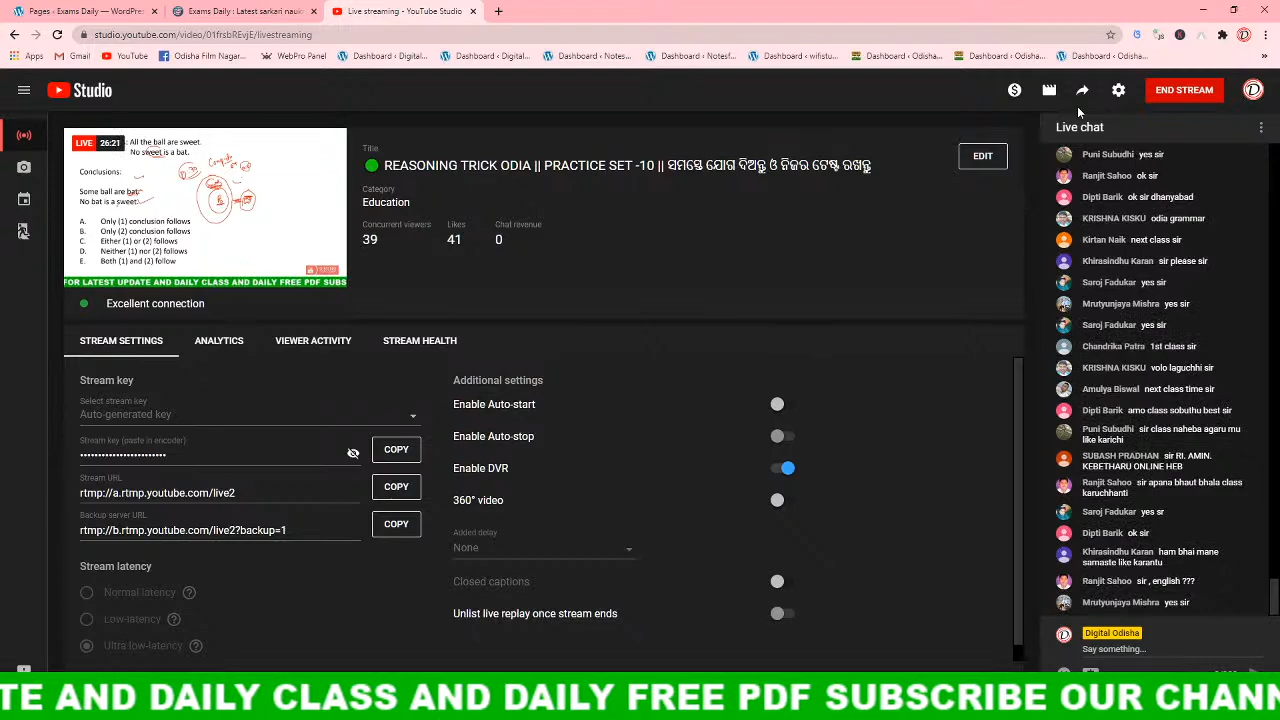 Pages ‹ Exams Daily — WordPres
Exams Daily : Latest sarkari nauk
Live streaming - YouTube Studio
studio.youtube.com/video/01frsbREvjE/livestreaming
Apps
Gmail
YouTube
Odisha Film Nagar...
WebPro Panel
Dashboard ‹ Digital...
Dashboard ‹ Notes...
Dashboard ‹ Notesf...
Dashboard ‹ wifistu...
Dashboard ‹ Odisha...
Dashboard ‹ Odisha...
Dashboard ‹ Odisha...
Studio
END STREAM
LIVE 26:21
: All the ball are sweet.
No sweet is a bat.
Conclusions:
Some ball are bat.
No bat is a sweet.
A. Only (1) conclusion follows
B. Only (2) conclusion follows
C. Either (1) or (2) follows
D. Neither (1) nor (2) follows
E. Both (1) and (2) follow
FOR LATEST UPDATE AND DAILY CLASS AND DAILY FREE PDF SUBS
Excellent connection
Title
REASONING TRICK ODIA || PRACTICE SET -10 || ସମସ୍ତେ ଯୋଗ ଦିଅନ୍ତୁ ଓ ନିଜର ଟେଷ୍ଟ ରଖନ୍ତୁ
EDIT
Category
Education
Concurrent viewers
39
Likes
41
Chat revenue
0
STREAM SETTINGS
ANALYTICS
VIEWER ACTIVITY
STREAM HEALTH
Stream key
Select stream key
Auto-generated key
Stream key (paste in encoder)
COPY
Stream URL
rtmp://a.rtmp.youtube.com/live2
COPY
Backup server URL
rtmp://b.rtmp.youtube.com/live2?backup=1
COPY
Stream latency
Normal latency
Low-latency
Ultra low-latency
Additional settings
Enable Auto-start
Enable Auto-stop
Enable DVR
360° video
Added delay
None
Closed captions
Unlist live replay once stream ends
Live chat
Puni Subudhi yes sir
Ranjit Sahoo ok sir
Dipti Barik ok sir dhanyabad
KRISHNA KISKU odia grammar
Kirtan Naik next class sir
Khirasindhu Karan sir please sir
Saroj Fadukar yes sir
Mrutyunjaya Mishra yes sir
Saroj Fadukar yes sir
Chandrika Patra 1st class sir
KRISHNA KISKU volo laguchhi sir
Amulya Biswal next class time sir
Dipti Barik amo class sobuthu best sir
Puni Subudhi sir class naheba agaru mu
like karichi
SUBASH PRADHAN sir RI. AMIN.
KEBETHARU ONLINE HEB
Ranjit Sahoo sir apana bhaut bhala class
karuchhanti
Saroj Fadukar yes sr
Dipti Barik ok sir
Khirasindhu Karan ham bhai mane
samaste like karantu
Ranjit Sahoo sir , english ???
Mrutyunjaya Mishra yes sir
Digital Odisha
Say something...
TE AND DAILY CLASS AND DAILY FREE PDF SUBSCRIBE OUR CHANN